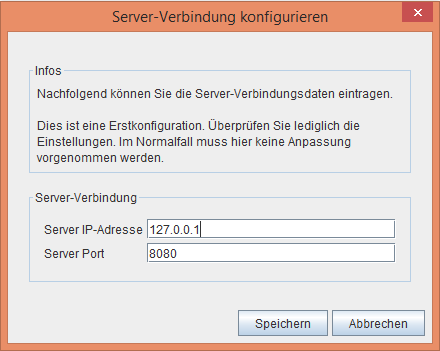 Server-Verbindung konfigurieren
Infos
Nachfolgend können Sie die Server-Verbindungsdaten eintragen.
Dies ist eine Erstkonfiguration. Überprüfen Sie lediglich die
Einstellungen. Im Normalfall muss hier keine Anpassung
vorgenommen werden.
Server-Verbindung
Server IP-Adresse 127.0.0.1
Server Port 8080
Speichern Abbrechen